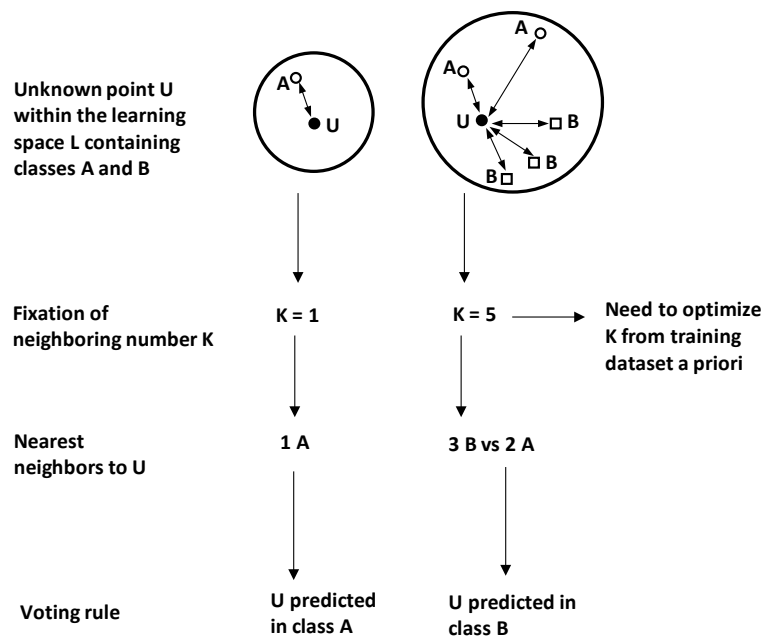 A
U
A
A
U
B
B
B
Unknown point U
within the learning
space L containing
classes A and B
Fixation of
neighboring number K
K = 1
K = 5
Need to optimize
K from training
dataset a priori
Nearest
neighbors to U
1 A
3 B vs 2 A
Voting rule
U predicted
in class A
U predicted in
class B